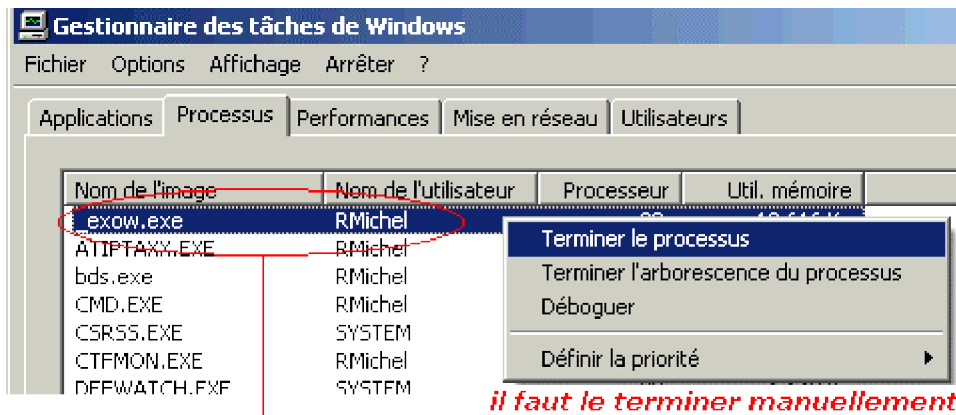 Gestionnaire des tâches de Windows
Fichier Options Affichage Arrêter ?
Applications Processus Performances Mise en réseau Utilisateurs
Nom de l'image Nom de l'utilisateur Processeur Util. mémoire
_exow.exe RMichel
ATIPTAXX.EXE RMichel
bds.exe RMichel
CMD.EXE RMichel
CSRSS.EXE SYSTEM
CTFMON.EXE RMichel
DEFWATCH.EXE SYSTEM
Terminer le processus
Terminer l'arborescence du processus
Déboguer
Définir la priorité
il faut le terminer manuellement